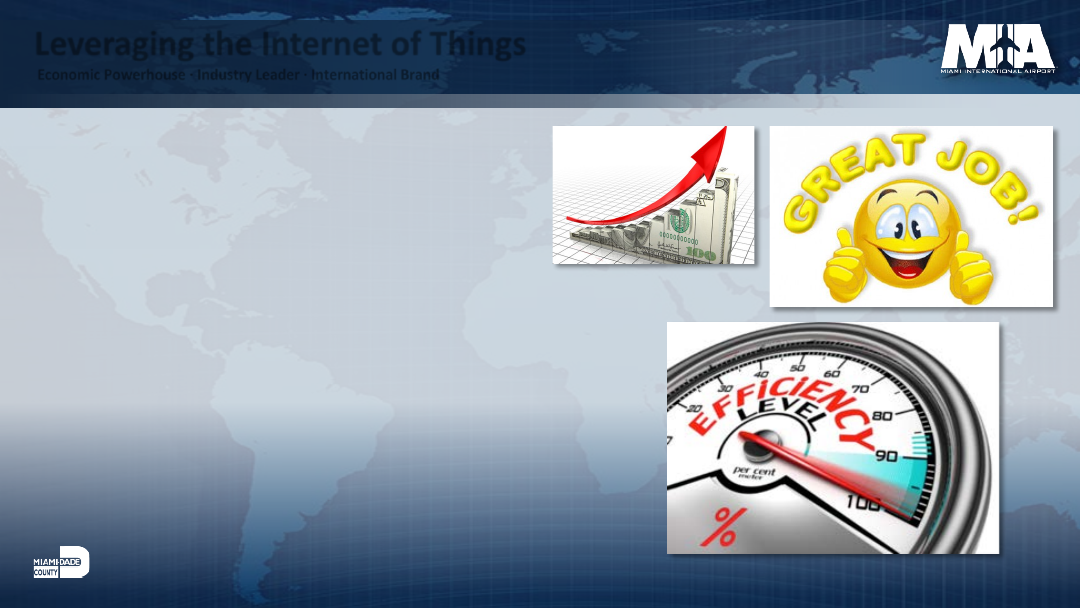 Leveraging the Internet of Things
Economic Powerhouse · Industry Leader · International Brand
MIA
MIAMI INTERNATIONAL AIRPORT
GREAT JOB!
100
20 30 40 50 60 70 80 90 100
EFFiCiENCY
LEVEL
per cent
meter
%
MIAMI-DADE
COUNTY